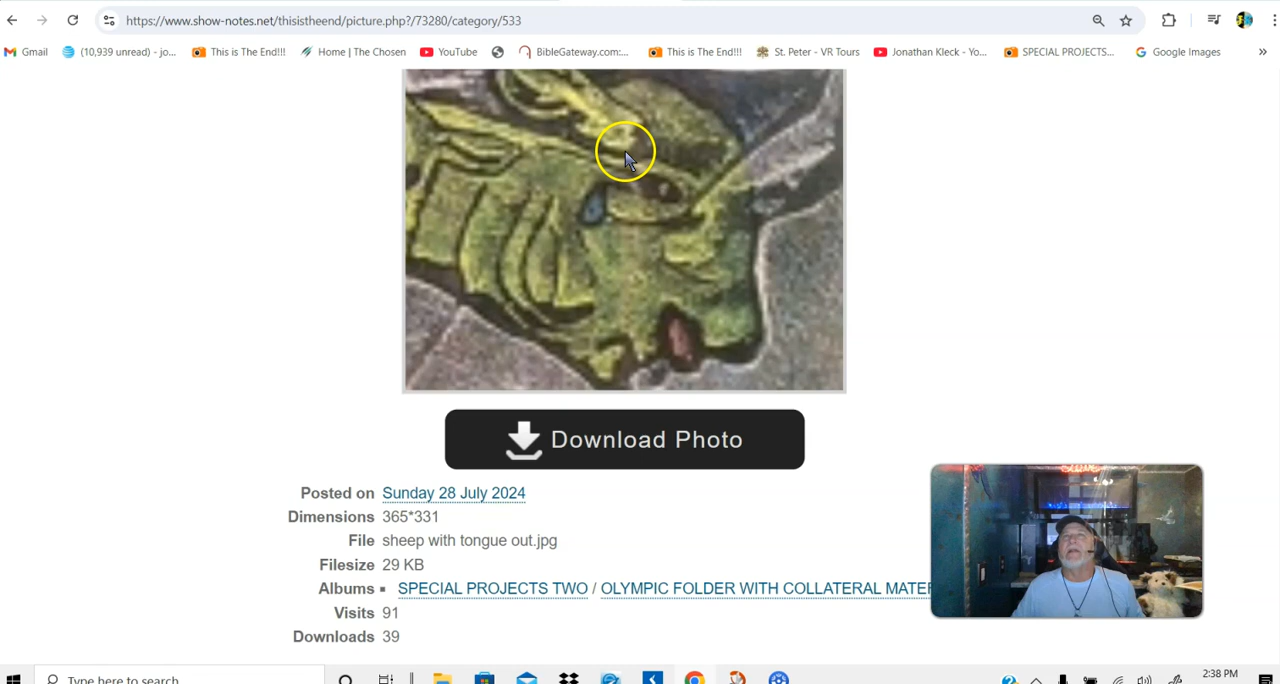 https://www.show-notes.net/thisistheend/picture.php?/73280/category/533
Gmail (10,939 unread) - jo... This is The End!!! Home | The Chosen YouTube BibleGateway.com:... This is The End!!! St. Peter - VR Tours Jonathan Kleck - Yo... SPECIAL PROJECTS... Google Images »
Download Photo
Posted on Sunday 28 July 2024
Dimensions 365*331
File sheep with tongue out.jpg
Filesize 29 KB
Albums ▪ SPECIAL PROJECTS TWO / OLYMPIC FOLDER WITH COLLATERAL MATER
Visits 91
Downloads 39
Type here to search
2:38 PM